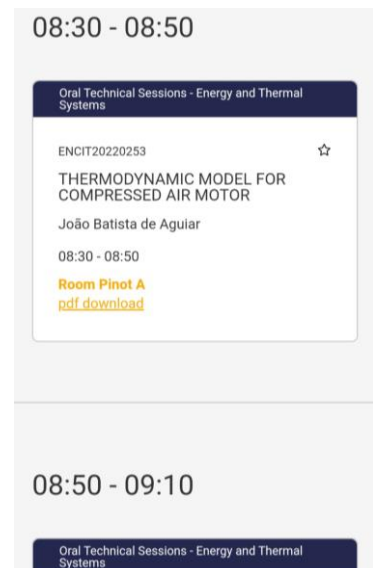 08:30 - 08:50
Oral Technical Sessions - Energy and Thermal
Systems
ENCIT20220253
THERMODYNAMIC MODEL FOR
COMPRESSED AIR MOTOR
João Batista de Aguiar
08:30 - 08:50
Room Pinot A
pdf download
08:50 - 09:10
Oral Technical Sessions - Energy and Thermal
Systems